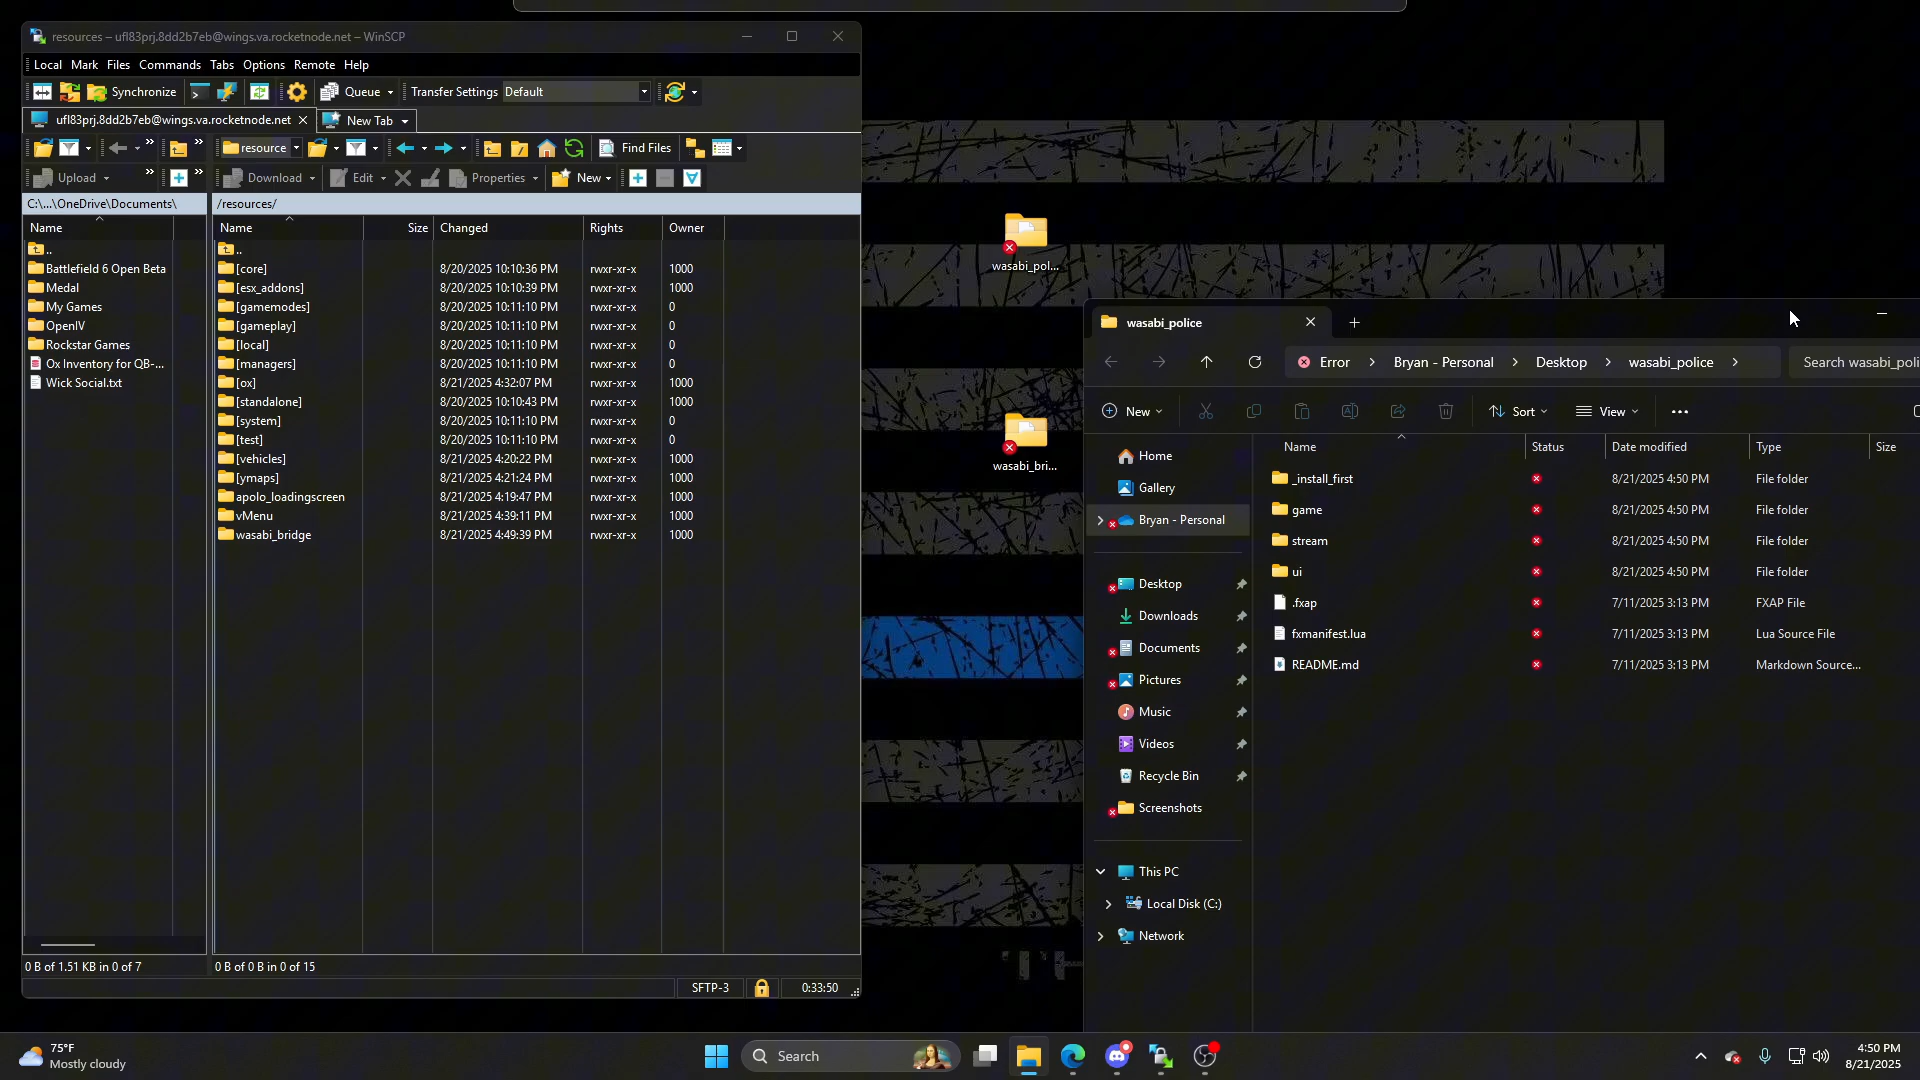 resources – ufl83prj.8dd2b7eb@wings.va.rocketnode.net – WinSCP
Local Mark Files Commands Tabs Options Remote Help
Synchronize Queue Transfer Settings Default
ufl83prj.8dd2b7eb@wings.va.rocketnode.net New Tab
resource Find Files
Upload Download Edit Properties New
C:\...\OneDrive\Documents\ /resources/
Name
..
Battlefield 6 Open Beta
Medal
My Games
OpenIV
Rockstar Games
Ox Inventory for QB-...
Wick Social.txt
0 B of 1.51 KB in 0 of 7
Name Size Changed Rights Owner
..
[core] 8/20/2025 10:10:36 PM rwxr-xr-x 1000
[esx_addons] 8/20/2025 10:10:39 PM rwxr-xr-x 1000
[gamemodes] 8/20/2025 10:11:10 PM rwxr-xr-x 0
[gameplay] 8/20/2025 10:11:10 PM rwxr-xr-x 0
[local] 8/20/2025 10:11:10 PM rwxr-xr-x 0
[managers] 8/20/2025 10:11:10 PM rwxr-xr-x 0
[ox] 8/21/2025 4:32:07 PM rwxr-xr-x 1000
[standalone] 8/20/2025 10:10:43 PM rwxr-xr-x 1000
[system] 8/20/2025 10:11:10 PM rwxr-xr-x 0
[test] 8/20/2025 10:11:10 PM rwxr-xr-x 0
[vehicles] 8/21/2025 4:20:22 PM rwxr-xr-x 1000
[ymaps] 8/21/2025 4:21:24 PM rwxr-xr-x 1000
apolo_loadingscreen 8/21/2025 4:19:47 PM rwxr-xr-x 1000
vMenu 8/21/2025 4:39:11 PM rwxr-xr-x 1000
wasabi_bridge 8/21/2025 4:49:39 PM rwxr-xr-x 1000
0 B of 0 B in 0 of 15
SFTP-3 0:33:50
wasabi_pol...
wasabi_bri...
wasabi_police
Error Bryan - Personal Desktop wasabi_police Search wasabi_poli
New Sort View
Home
Gallery
Bryan - Personal
Desktop
Downloads
Documents
Pictures
Music
Videos
Recycle Bin
Screenshots
This PC
Local Disk (C:)
Network
Name Status Date modified Type Size
_install_first 8/21/2025 4:50 PM File folder
game 8/21/2025 4:50 PM File folder
stream 8/21/2025 4:50 PM File folder
ui 8/21/2025 4:50 PM File folder
.fxap 7/11/2025 3:13 PM FXAP File
fxmanifest.lua 7/11/2025 3:13 PM Lua Source File
README.md 7/11/2025 3:13 PM Markdown Source...
75°F
Mostly cloudy
Search
4:50 PM
8/21/2025